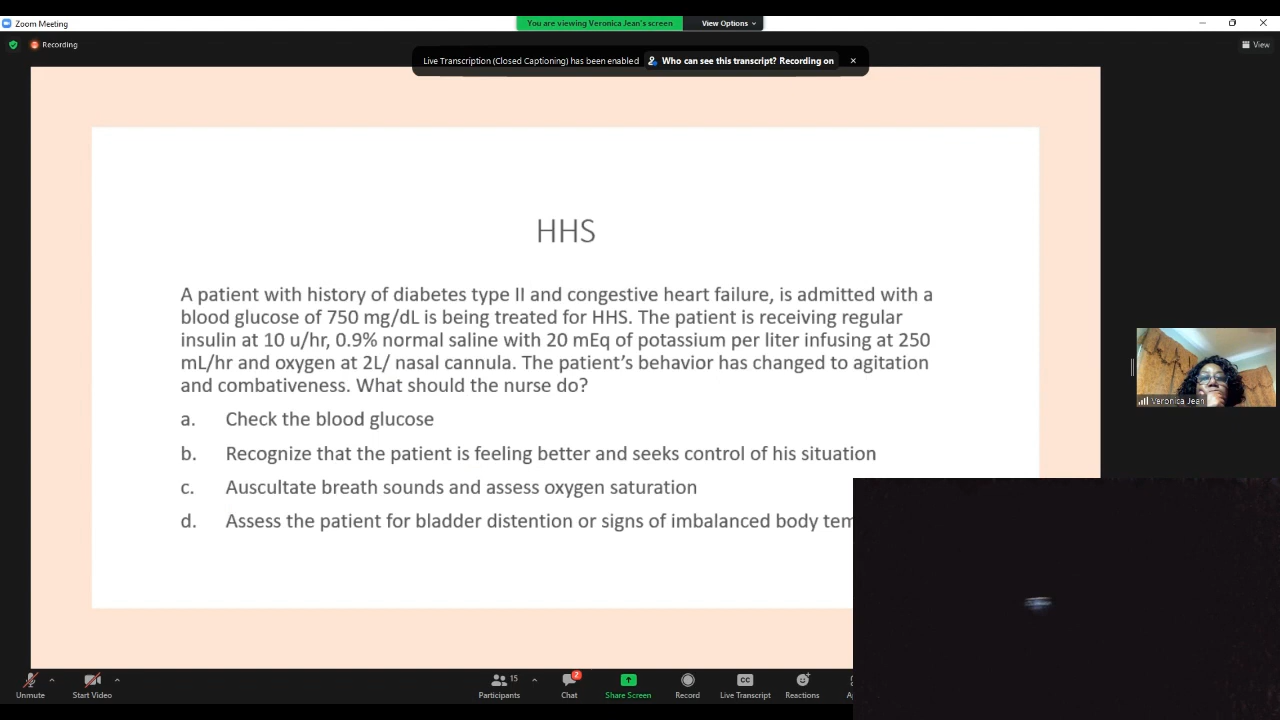 Zoom Meeting
You are viewing Veronica Jean's screen
View Options
Recording
View
Live Transcription (Closed Captioning) has been enabled Who can see this transcript? Recording on
HHS
A patient with history of diabetes type II and congestive heart failure, is admitted with a
blood glucose of 750 mg/dL is being treated for HHS. The patient is receiving regular
insulin at 10 u/hr, 0.9% normal saline with 20 mEq of potassium per liter infusing at 250
mL/hr and oxygen at 2L/ nasal cannula. The patient's behavior has changed to agitation
and combativeness. What should the nurse do?
a. Check the blood glucose
b. Recognize that the patient is feeling better and seeks control of his situation
c. Auscultate breath sounds and assess oxygen saturation
d. Assess the patient for bladder distention or signs of imbalanced body tem
Veronica Jean
15
2
CC
Unmute
Start Video
Participants
Chat
Share Screen
Record
Live Transcript
Reactions